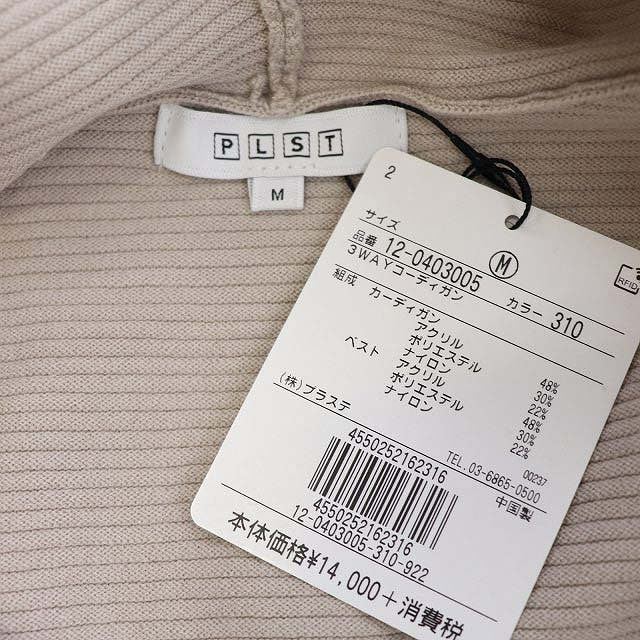 PLST
M
2
サイズ
M
RFID
品番 12-0403005 カラー 310
3WAYコーディガン
組成 カーディガン
アクリル 48%
ポリエステル 30%
ナイロン 22%
ベスト アクリル 48%
ポリエステル 30%
ナイロン 22%
(株)プラステ
00237
TEL.03-6865-0500
中国製
4550252162316
4550252162316
12-0403005-310-922
本体価格¥14,000+消費税